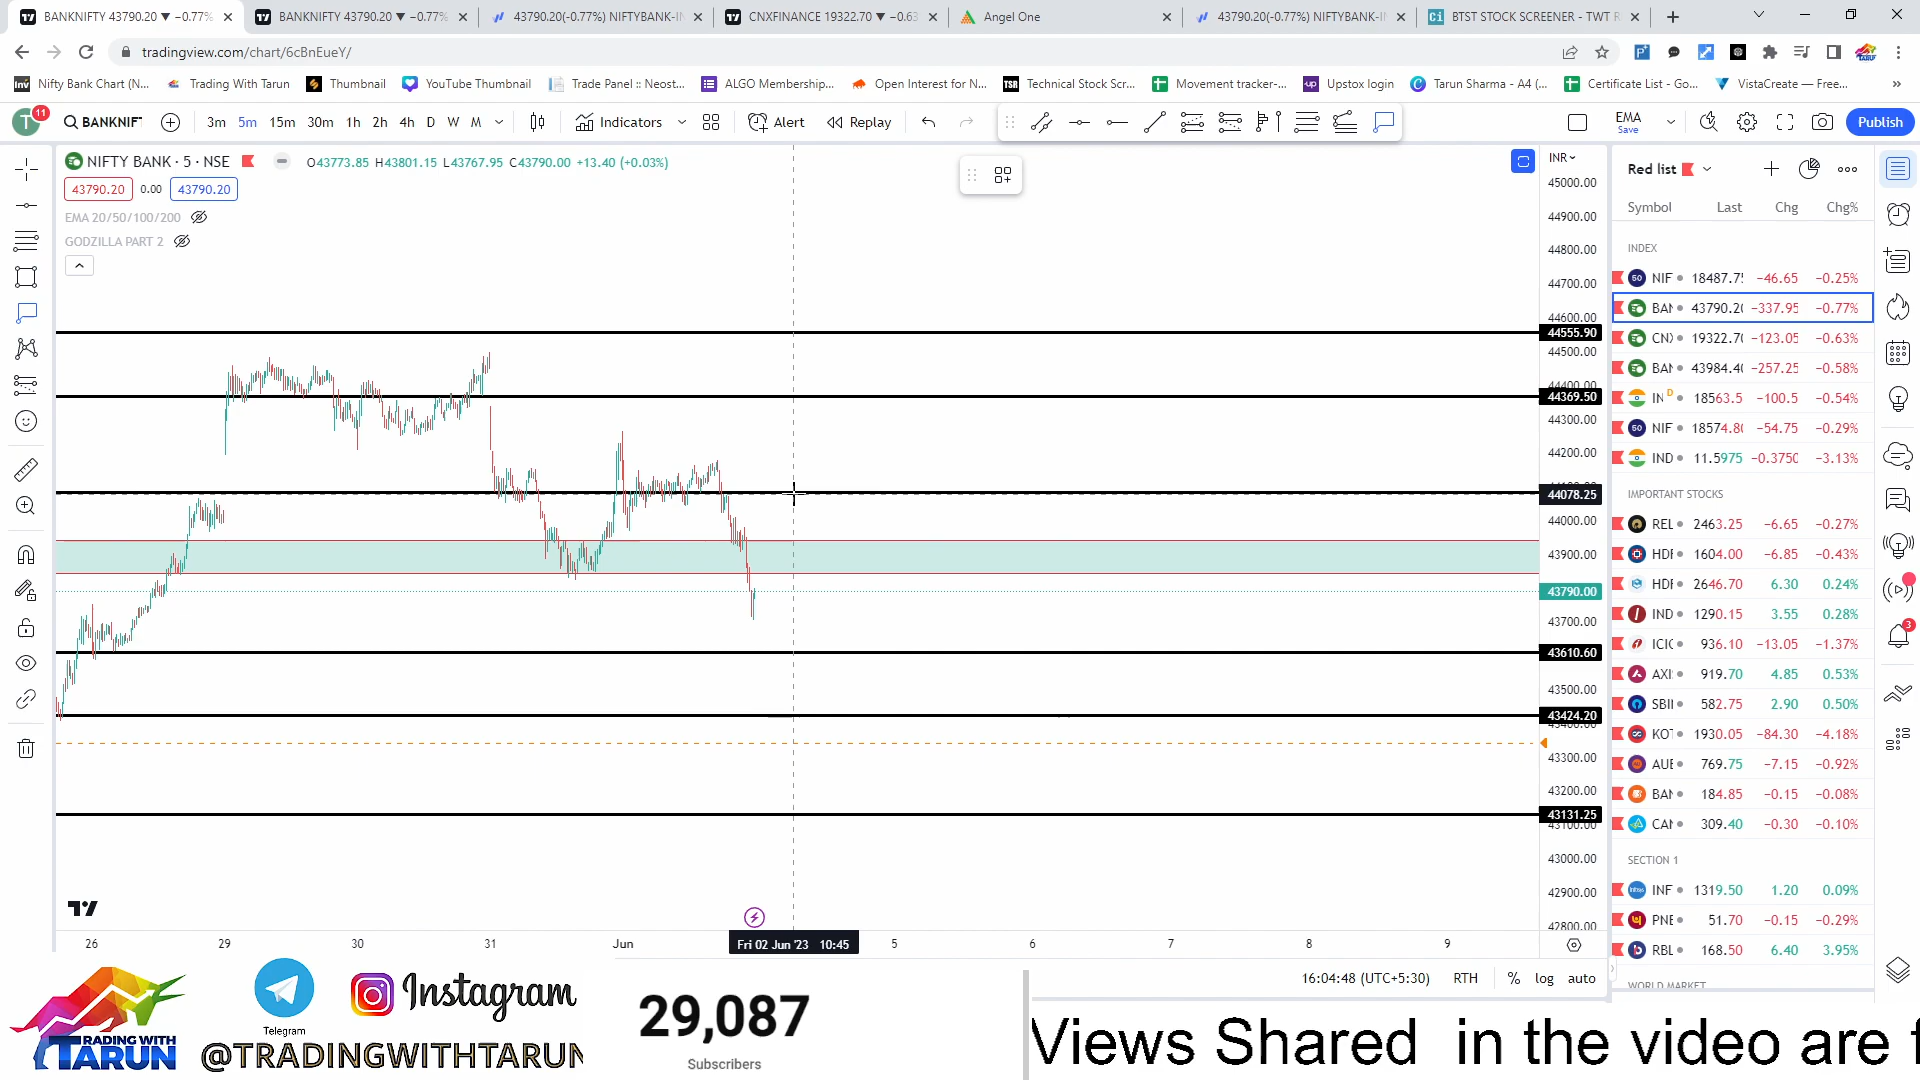 BANKNIFTY 43790.20 ▼ −0.77%
BANKNIFTY 43790.20 ▼ −0.77%
43790.20(-0.77%) NIFTYBANK-IN
CNXFINANCE 19322.70 ▼ −0.63
Angel One
43790.20(-0.77%) NIFTYBANK-IN
BTST STOCK SCREENER - TWT R
tradingview.com/chart/6cBnEueY/
Nifty Bank Chart (N...
Trading With Tarun
Thumbnail
YouTube Thumbnail
Trade Panel :: Neost...
ALGO Membership...
Open Interest for N...
Technical Stock Scr...
Movement tracker-...
Upstox login
Tarun Sharma - A4 (...
Certificate List - Go...
VistaCreate — Free...
T 11
BANKNIF
3m 5m 15m 30m 1h 2h 4h D W M
Indicators
Alert
Replay
EMA
Save
Publish
NIFTY BANK · 5 · NSE
O43773.85 H43801.15 L43767.95 C43790.00 +13.40 (+0.03%)
43790.20 0.00 43790.20
EMA 20/50/100/200
GODZILLA PART 2
INR
45000.00
44900.00
44800.00
44700.00
44600.00
44555.90
44500.00
44400.00
44369.50
44300.00
44200.00
44078.25
44000.00
43900.00
43790.00
43700.00
43610.60
43500.00
43424.20
43300.00
43200.00
43131.25
43100.00
43000.00
42900.00
42800.00
26 29 30 31 Jun Fri 02 Jun '23 10:45 5 6 7 8 9
16:04:48 (UTC+5:30) RTH % log auto
Red list
Symbol Last Chg Chg%
INDEX
NIF 18487.75 −46.65 −0.25%
BAN 43790.20 −337.95 −0.77%
CNX 19322.70 −123.05 −0.63%
BAN 43984.40 −257.25 −0.58%
IN D 18563.5 −100.5 −0.54%
NIF 18574.80 −54.75 −0.29%
IND 11.5975 −0.3750 −3.13%
IMPORTANT STOCKS
REL 2463.25 −6.65 −0.27%
HDF 1604.00 −6.85 −0.43%
HDF 2646.70 6.30 0.24%
IND 1290.15 3.55 0.28%
ICIC 936.10 −13.05 −1.37%
AXI 919.70 4.85 0.53%
SBI 582.75 2.90 0.50%
KOT 1930.05 −84.30 −4.18%
AUB 769.75 −7.15 −0.92%
BAN 184.85 −0.15 −0.08%
CAN 309.40 −0.30 −0.10%
SECTION 1
INF 1319.50 1.20 0.09%
PNB 51.70 −0.15 −0.29%
RBL 168.50 6.40 3.95%
WORLD MARKET
3
TRADING WITH
TARUN
Telegram
Instagram
@TRADINGWITHTARUN
29,087
Subscribers
Views Shared in the video are f